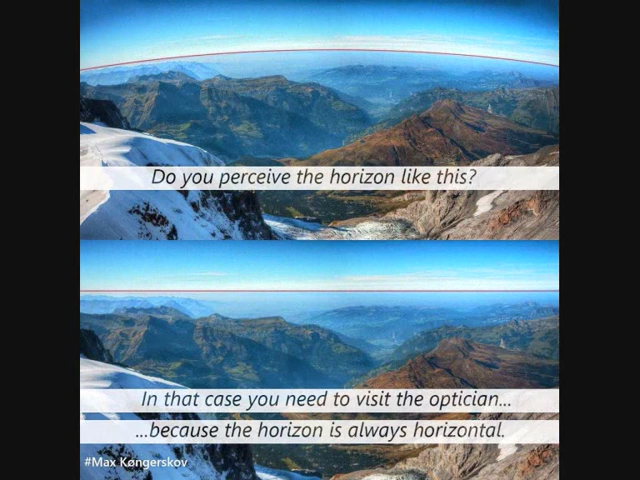 Do you perceive the horizon like this?
In that case you need to visit the optician...
...because the horizon is always horizontal.
#Max Køngerskov